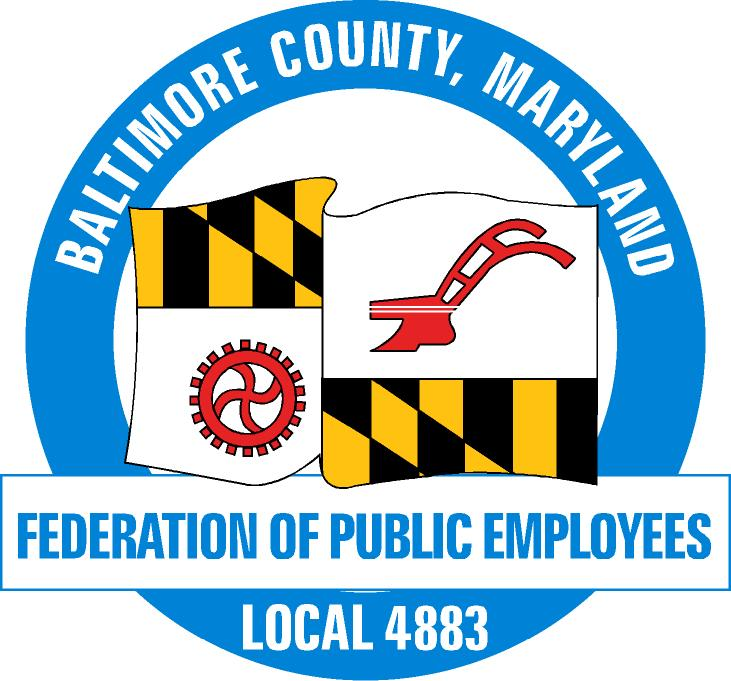 BALTIMORE COUNTY, MARYLAND
FEDERATION OF PUBLIC EMPLOYEES
LOCAL 4883